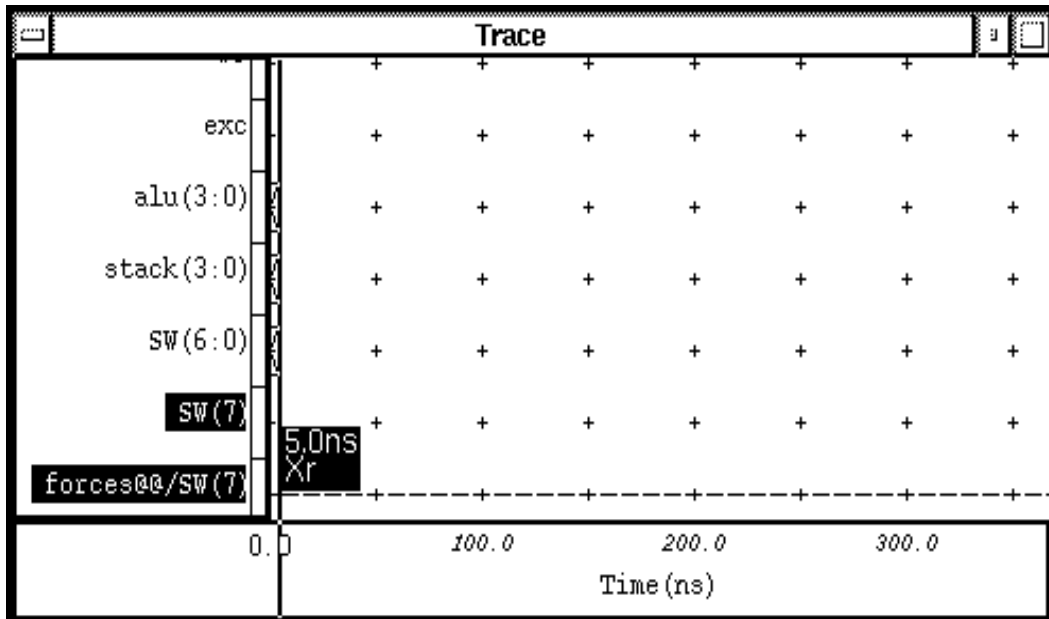 Trace
exc
alu(3:0)
stack(3:0)
SW(6:0)
SW(7)
5.0ns
Xr
forces@@/SW(7)
0.0 100.0 200.0 300.0
Time(ns)